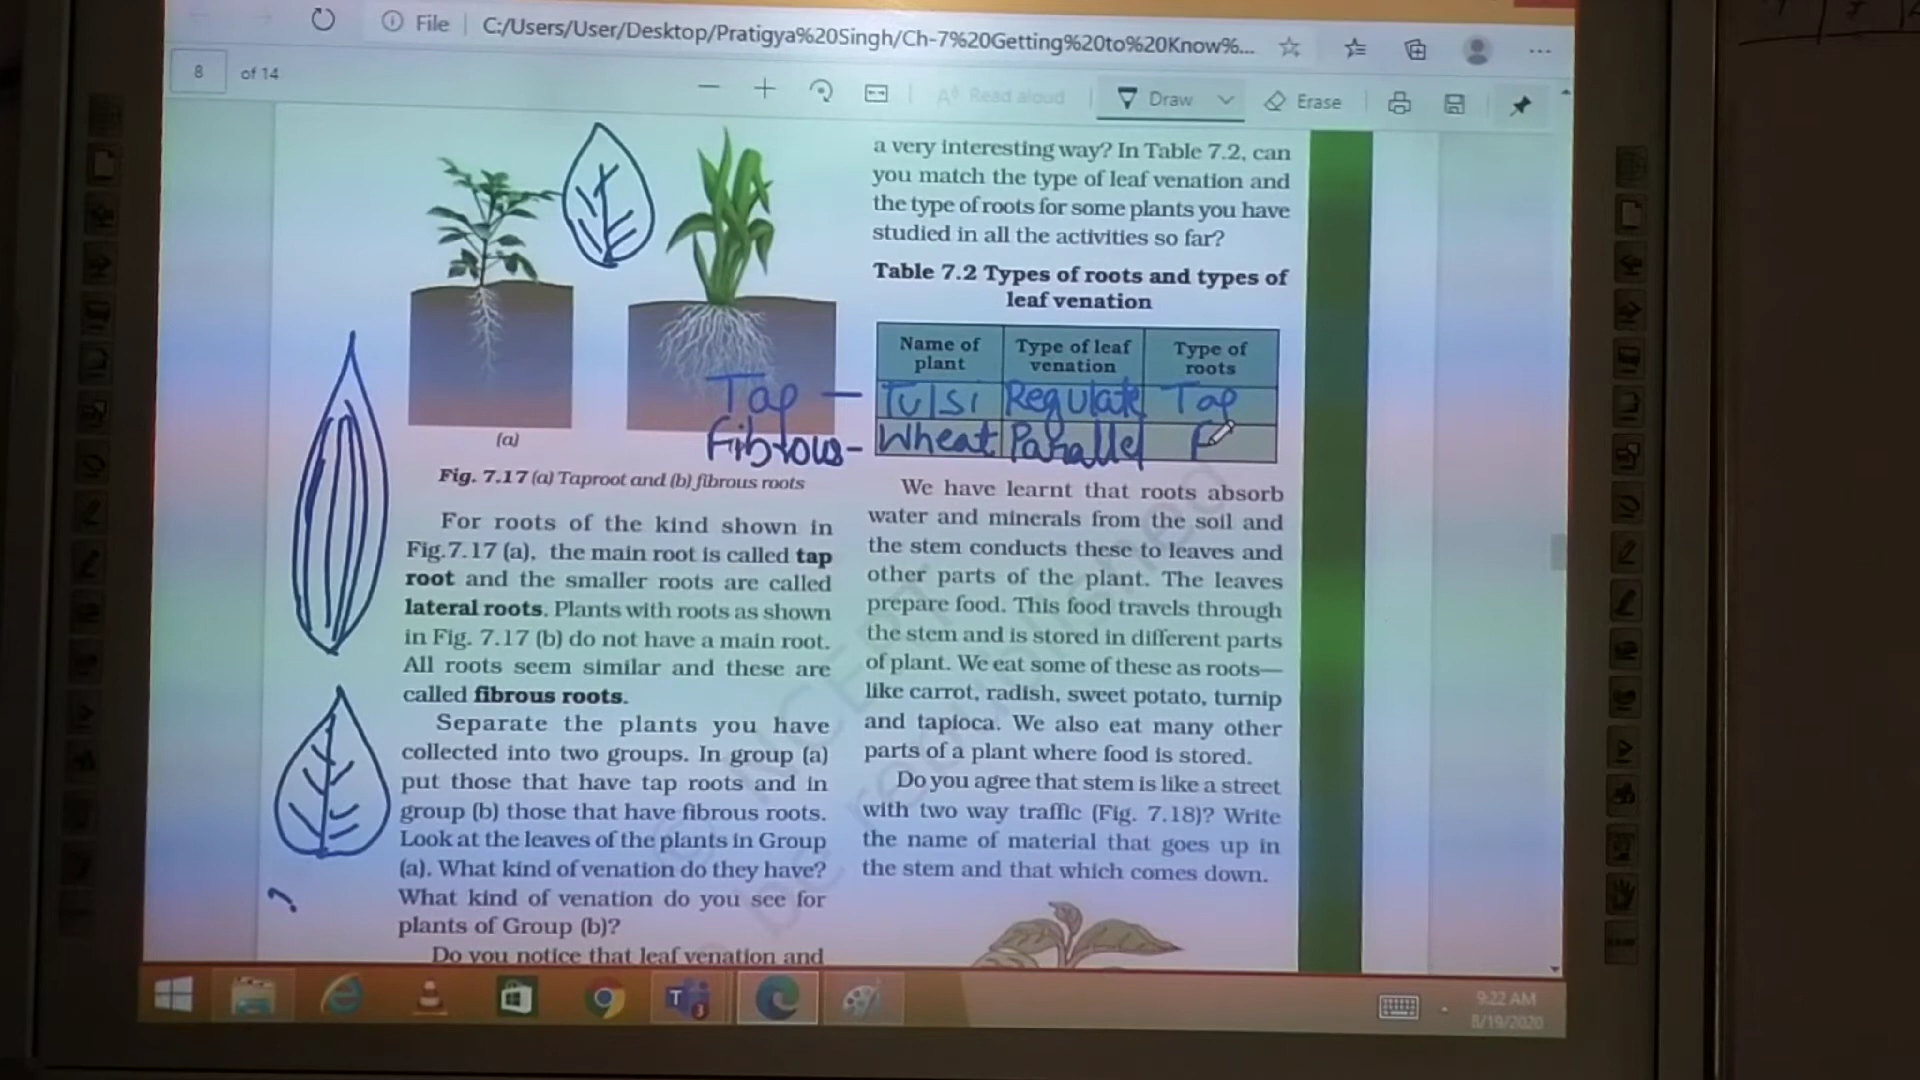 File C:/Users/User/Desktop/Pratigya%20Singh/Ch-7%20Getting%20to%20Know%...
8 of 14
Read aloud Draw Erase
(a)
Fig. 7.17 (a) Taproot and (b) fibrous roots
For roots of the kind shown in
Fig.7.17 (a), the main root is called tap
root and the smaller roots are called
lateral roots. Plants with roots as shown
in Fig. 7.17 (b) do not have a main root.
All roots seem similar and these are
called fibrous roots.
Separate the plants you have
collected into two groups. In group (a)
put those that have tap roots and in
group (b) those that have fibrous roots.
Look at the leaves of the plants in Group
(a). What kind of venation do they have?
What kind of venation do you see for
plants of Group (b)?
Do you notice that leaf venation and
a very interesting way? In Table 7.2, can
you match the type of leaf venation and
the type of roots for some plants you have
studied in all the activities so far?
Table 7.2 Types of roots and types of
leaf venation
Name of plant Type of leaf venation Type of roots
Tap — Tulsi Regulate Tap
Fibrous - Wheat Parallel F
We have learnt that roots absorb
water and minerals from the soil and
the stem conducts these to leaves and
other parts of the plant. The leaves
prepare food. This food travels through
the stem and is stored in different parts
of plant. We eat some of these as roots—
like carrot, radish, sweet potato, turnip
and tapioca. We also eat many other
parts of a plant where food is stored.
Do you agree that stem is like a street
with two way traffic (Fig. 7.18)? Write
the name of material that goes up in
the stem and that which comes down.
9:22 AM
8/19/2020